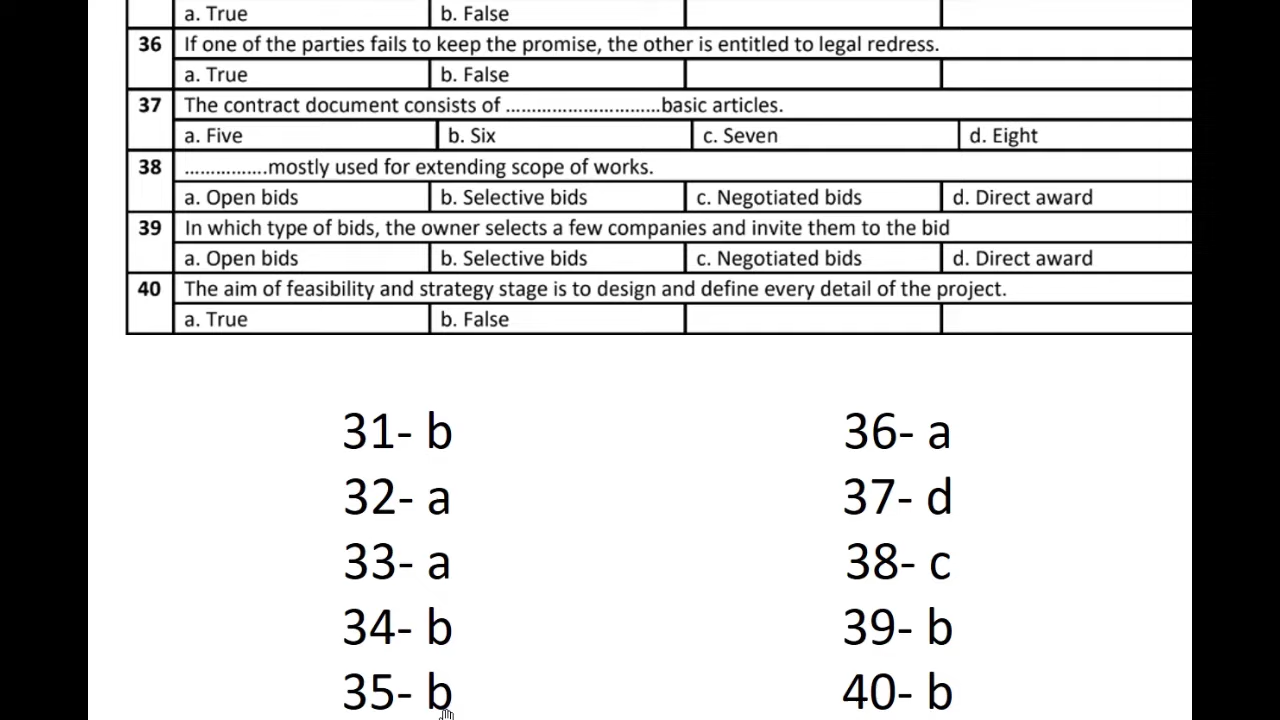 a. True b. False
36 If one of the parties fails to keep the promise, the other is entitled to legal redress.
a. True b. False
37 The contract document consists of ............................basic articles.
a. Five b. Six c. Seven d. Eight
38 ................mostly used for extending scope of works.
a. Open bids b. Selective bids c. Negotiated bids d. Direct award
39 In which type of bids, the owner selects a few companies and invite them to the bid
a. Open bids b. Selective bids c. Negotiated bids d. Direct award
40 The aim of feasibility and strategy stage is to design and define every detail of the project.
a. True b. False
31- b 36- a
32- a 37- d
33- a 38- c
34- b 39- b
35- b 40- b